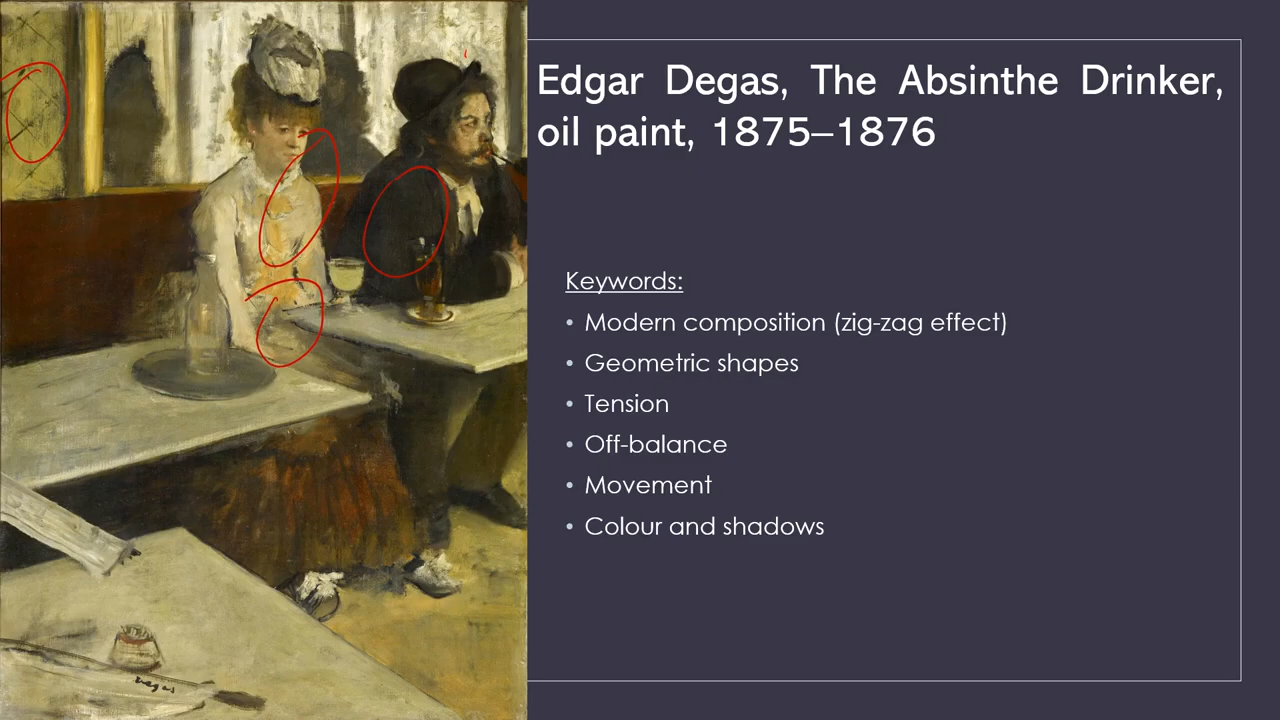 Edgar Degas, The Absinthe Drinker,
oil paint, 1875–1876
Keywords:
• Modern composition (zig-zag effect)
• Geometric shapes
• Tension
• Off-balance
• Movement
• Colour and shadows
Degas